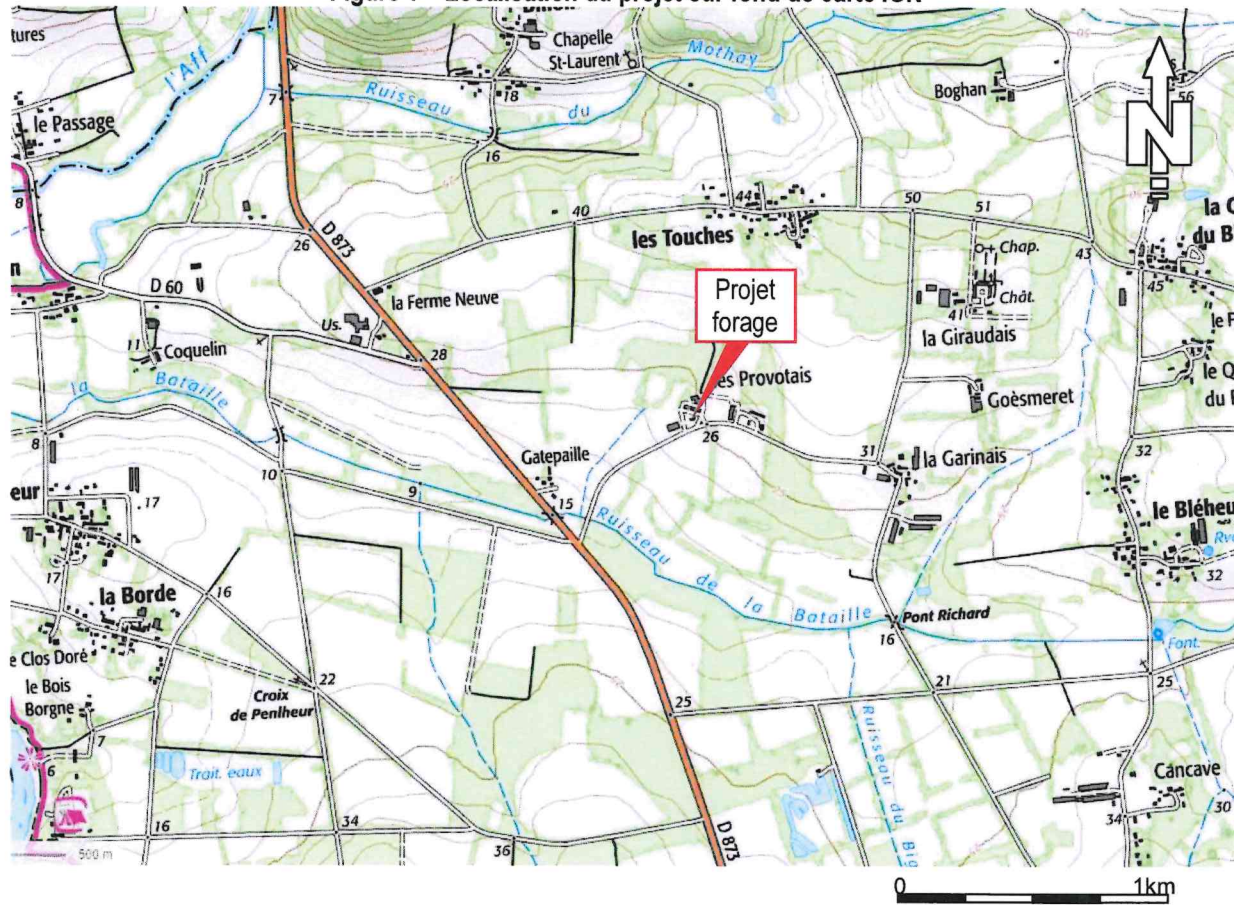 l'Aff
Chapelle
St-Laurent
Mothay
Ruisseau
du
7
18
16
Boghan
56
le Passage
8
N
26
D 873
40
44
les Touches
50
51
43
45
Chap.
Chât.
41
la Giraudais
D 60
la Ferme Neuve
Us.
28
11
Coquelin
Projet
forage
es Provotais
26
Goèsmeret
la Bataille
8
10
9
Gatepaille
15
31
la Garinais
32
le Bléheu
32
Ruisseau de la Bataille
Pont Richard
16
Font.
17
17
la Borde
16
e Clos Doré
le Bois
Borgne
7
6
Croix
de Penlheur
22
25
21
25
Ruisseau du Big
Trait. eaux
Cancave
34
30
16
34
36
D 873
500 m
0 1km